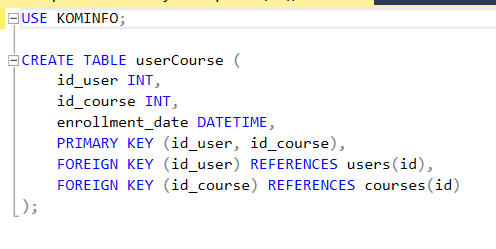 USE KOMINFO;
CREATE TABLE userCourse (
id_user INT,
id_course INT,
enrollment_date DATETIME,
PRIMARY KEY (id_user, id_course),
FOREIGN KEY (id_user) REFERENCES users(id),
FOREIGN KEY (id_course) REFERENCES courses(id)
);